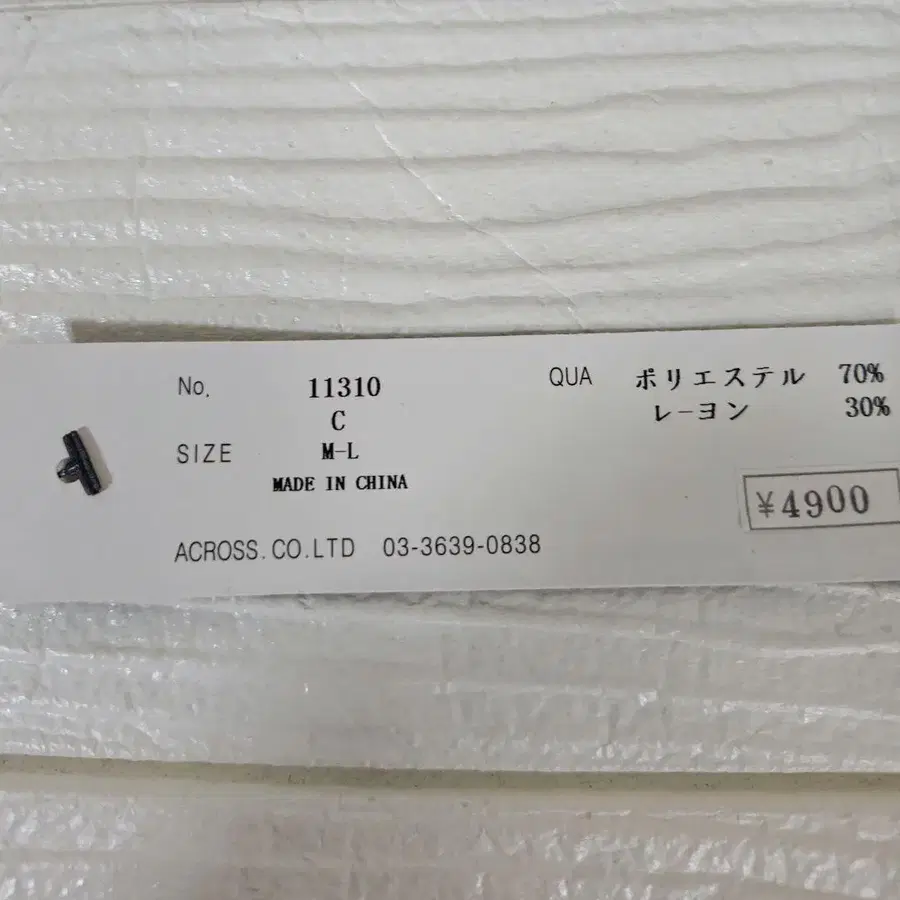 No. 11310 QUA ポリエステル 70%
C レーヨン 30%
SIZE M-L
MADE IN CHINA
¥4900
ACROSS.CO.LTD 03-3639-0838